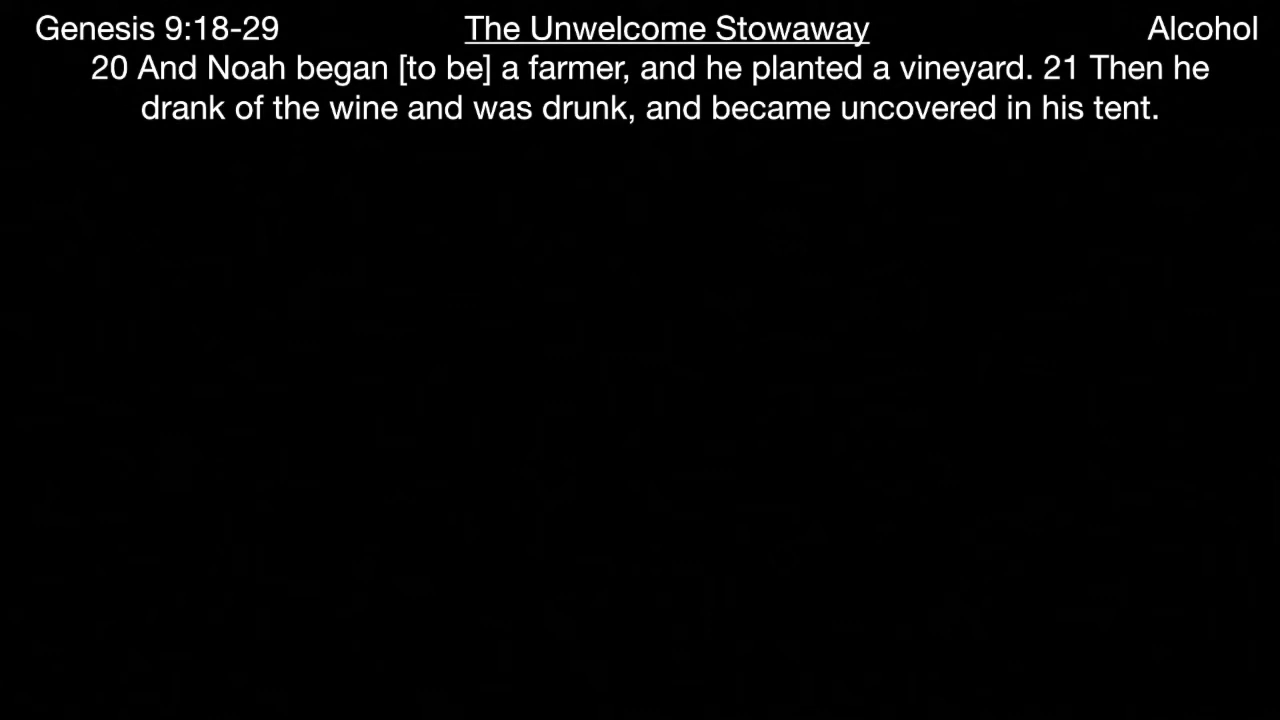 Genesis 9:18-29 The Unwelcome Stowaway Alcohol
20 And Noah began [to be] a farmer, and he planted a vineyard. 21 Then he
drank of the wine and was drunk, and became uncovered in his tent.